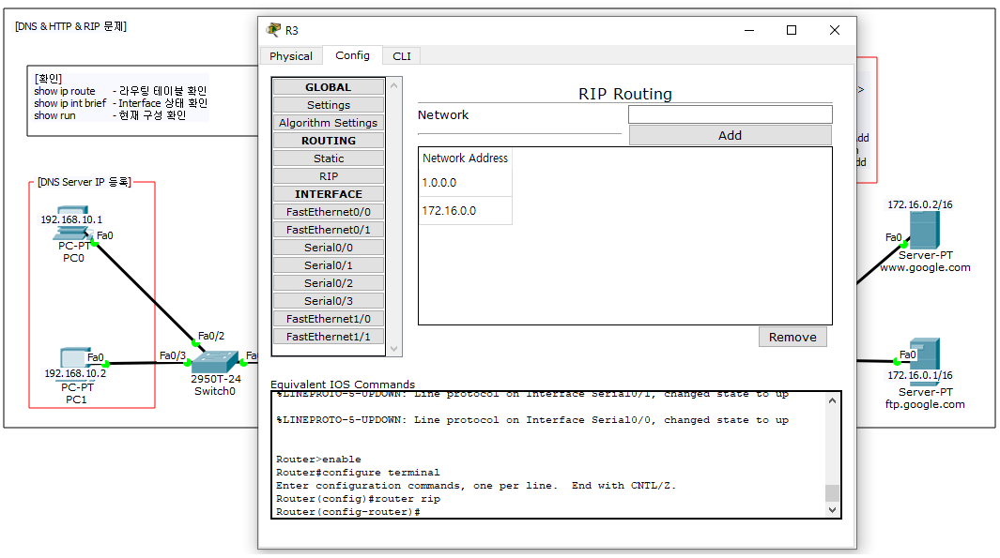 [DNS & HTTP & RIP 문제]
[확인]
show ip route - 라우팅 테이블 확인
show ip int brief - Interface 상태 확인
show run - 현재 구성 확인
[DNS Server IP 등록]
192.168.10.1
Fa0
PC-PT
PC0
Fa0/2
Fa0
192.168.10.2
PC-PT
PC1
Fa0/3
2950T-24
Switch0
R3
Physical
Config
CLI
GLOBAL
Settings
Algorithm Settings
ROUTING
Static
RIP
INTERFACE
FastEthernet0/0
FastEthernet0/1
Serial0/0
Serial0/1
Serial0/2
Serial0/3
FastEthernet1/0
FastEthernet1/1
RIP Routing
Network
Add
Network Address
1.0.0.0
172.16.0.0
Remove
Equivalent IOS Commands
%LINEPROTO-5-UPDOWN: Line protocol on Interface Serial0/1, changed state to up
%LINEPROTO-5-UPDOWN: Line protocol on Interface Serial0/0, changed state to up
Router>enable
Router#configure terminal
Enter configuration commands, one per line. End with CNTL/Z.
Router(config)#router rip
Router(config-router)#
>
172.16.0.2/16
Fa0
Server-PT
www.google.com
Fa0
172.16.0.1/16
Server-PT
ftp.google.com